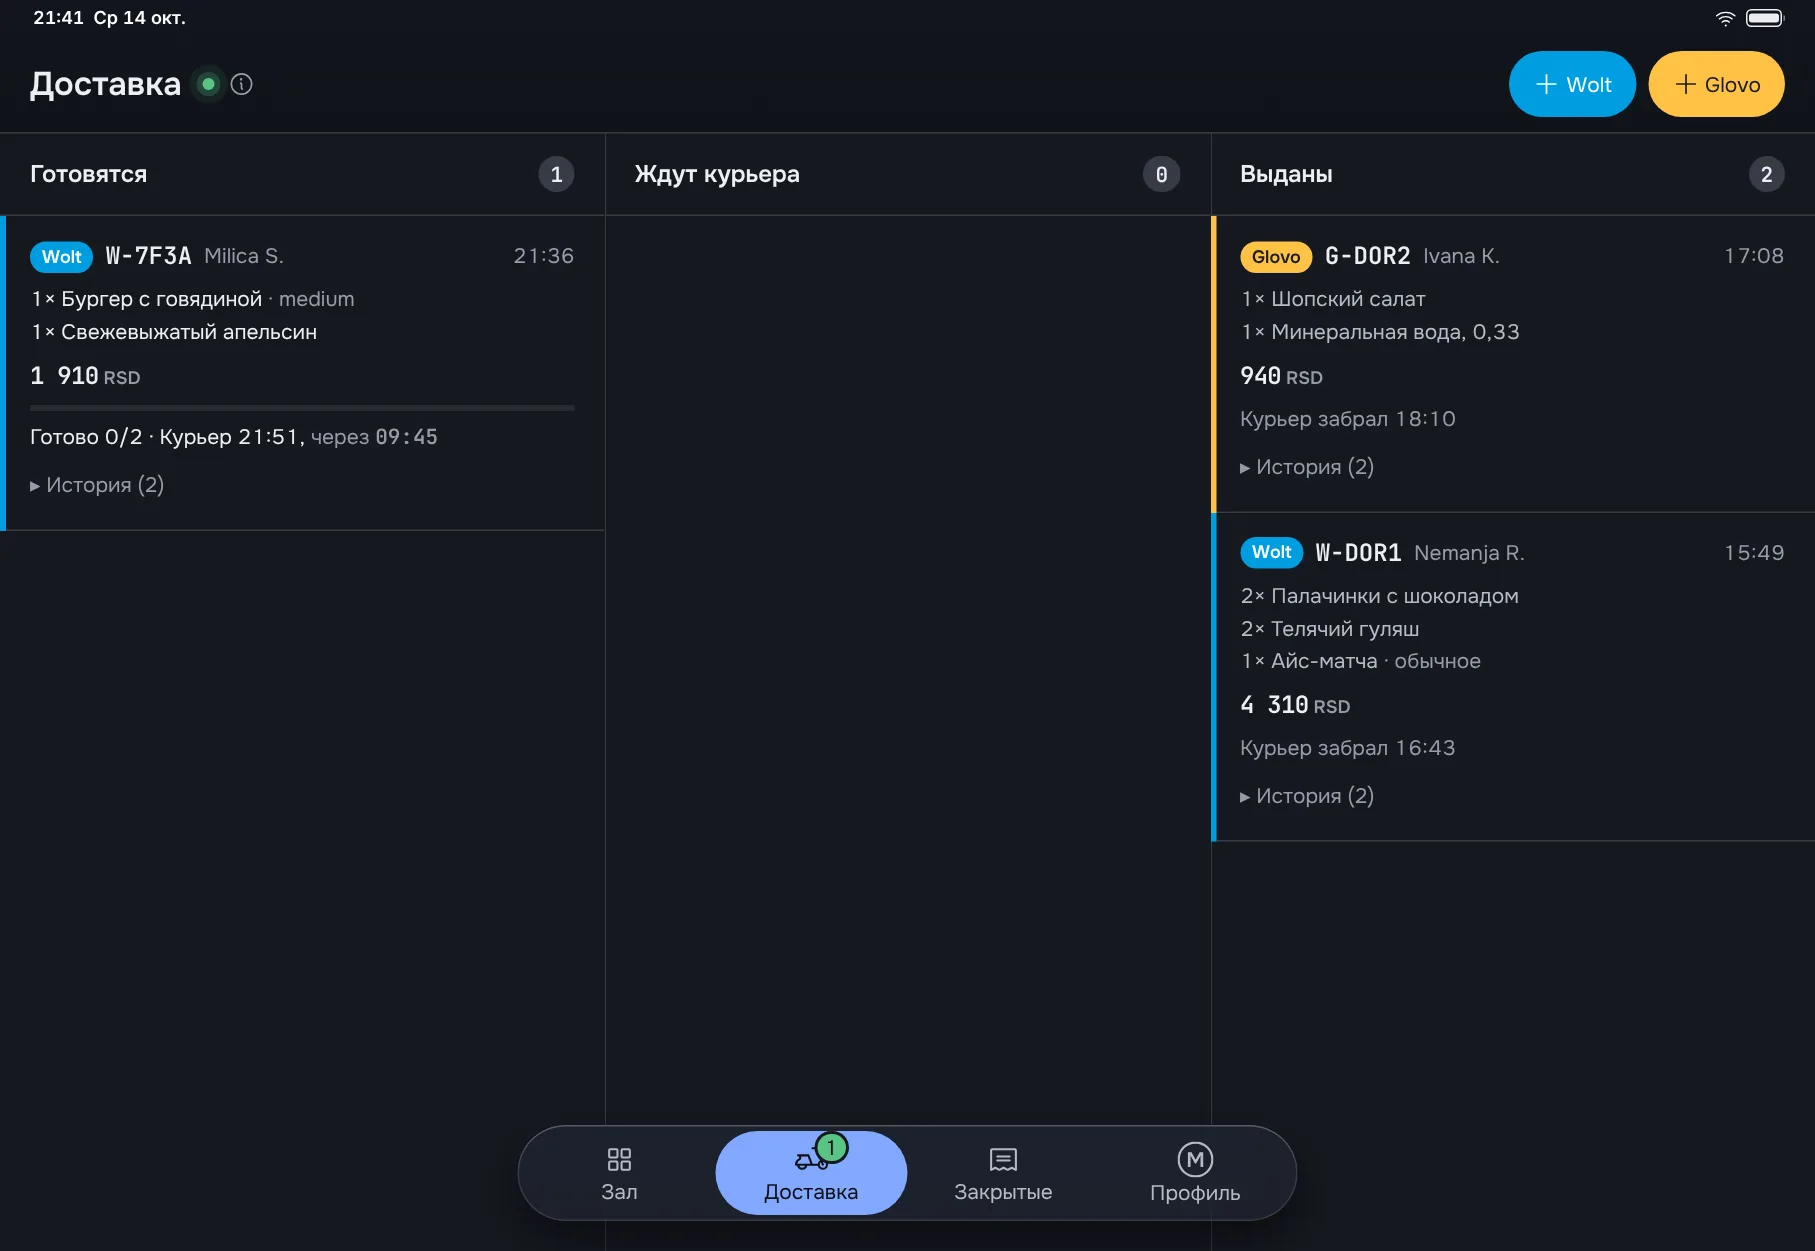 21:41 Ср 14 окт.
Доставка
+ Wolt
+ Glovo
Готовятся 1
Wolt W-7F3A Milica S. 21:36
1× Бургер с говядиной · medium
1× Свежевыжатый апельсин
1 910 RSD
Готово 0/2 · Курьер 21:51, через 09:45
▸ История (2)
Ждут курьера 0
Выданы 2
Glovo G-DOR2 Ivana K. 17:08
1× Шопский салат
1× Минеральная вода, 0,33
940 RSD
Курьер забрал 18:10
▸ История (2)
Wolt W-DOR1 Nemanja R. 15:49
2× Палачинки с шоколадом
2× Телячий гуляш
1× Айс-матча · обычное
4 310 RSD
Курьер забрал 16:43
▸ История (2)
Зал
1
Доставка
Закрытые
M
Профиль